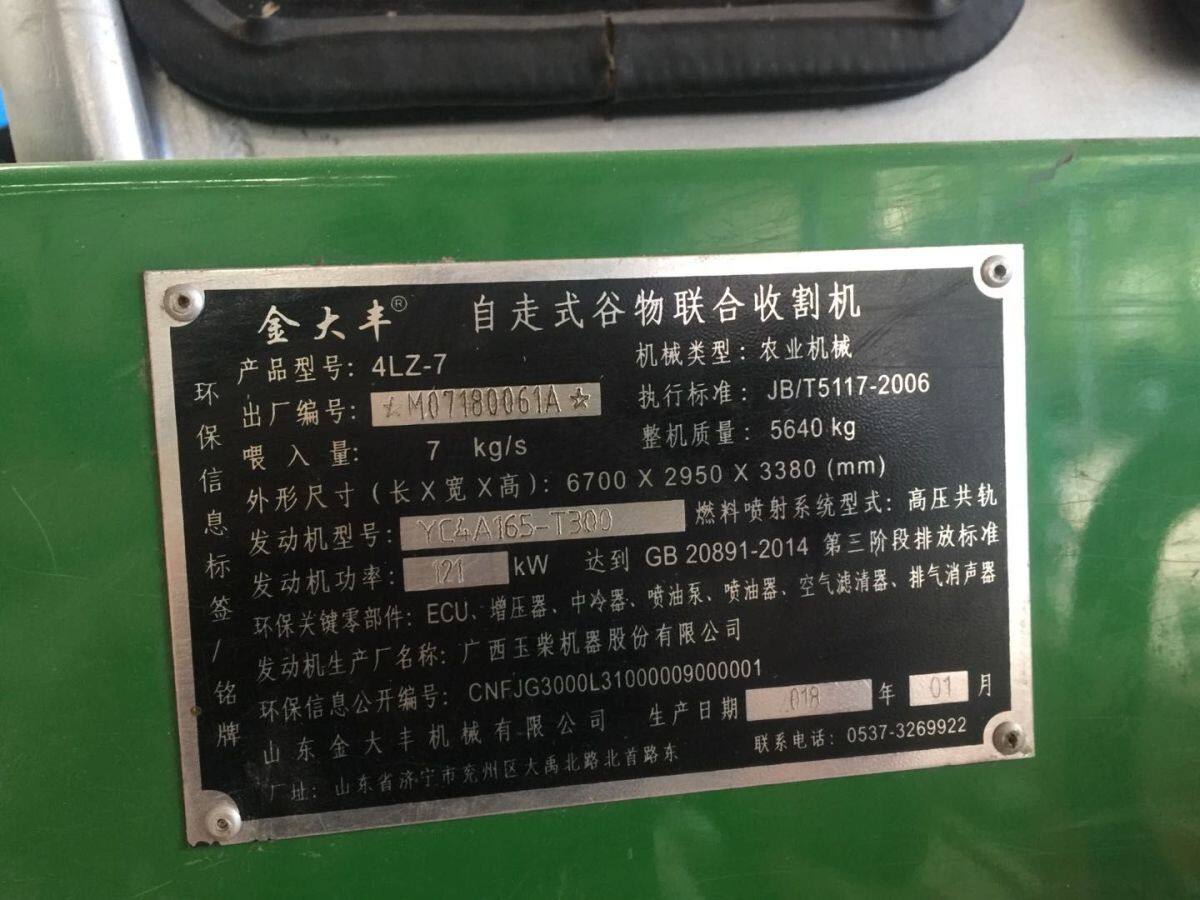 金大丰® 自走式谷物联合收割机
产品型号: 4LZ-7 机械类型: 农业机械
出厂编号: ☆M07180061A☆ 执行标准: JB/T5117-2006
喂入量: 7 kg/s 整机质量: 5640 kg
外形尺寸 (长X宽X高): 6700 X 2950 X 3380 (mm)
发动机型号: YC4A165-T300 燃料喷射系统型式: 高压共轨
发动机功率: 121 kW 达到 GB 20891-2014 第三阶段排放标准
环保关键零部件: ECU、增压器、中冷器、喷油泵、喷油器、空气滤清器、排气消声器
发动机生产厂名称: 广西玉柴机器股份有限公司
环保信息公开编号: CNFJG3000L31000009000001
山东金大丰机械有限公司 生产日期 018 年 01 月
厂址: 山东省济宁市兖州区大禹北路北首路东 联系电话: 0537-3269922
环保信息标签/铭牌